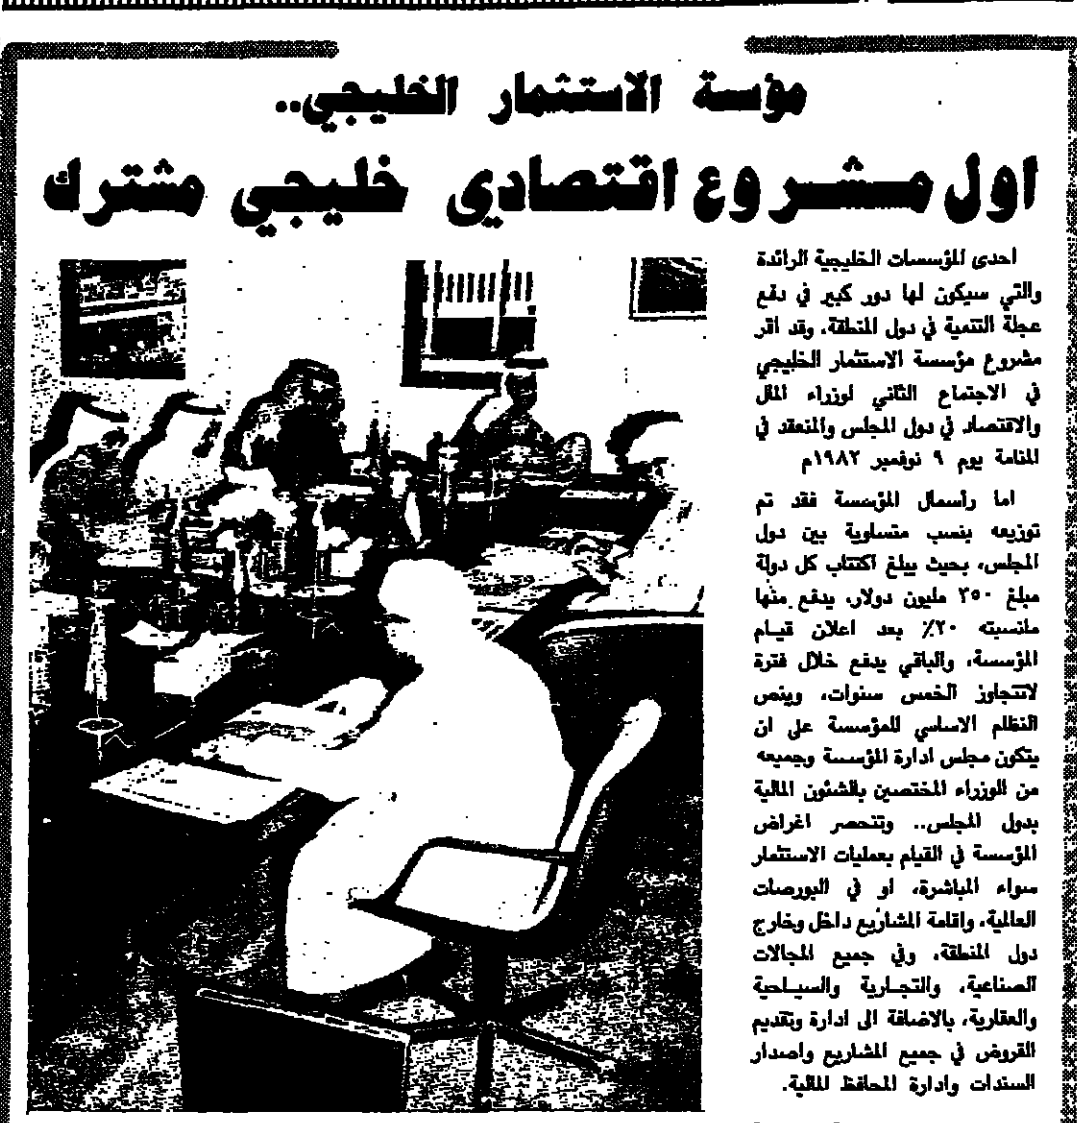 مؤسة الاستثمار الخليجي..
اول مشروع اقتصادي خليجي مشترك
احدى المؤسسات الخليجية الرائدة
والتي سيكون لها دور كبير في دفع
عجلة التنمية في دول المنطقة، وقد اقر
مشروع مؤسسة الاستثمار الخليجي
في الاجتماع الثاني لوزراء المال
والاقتصاد في دول المجلس والمنعقد في
المنامة يوم ٩ نوفمبر ١٩٨٢م
اما رأسمال المؤسسة فقد تم
توزيعه بنسب متساوية بين دول
المجلس، بحيث يبلغ اكتتاب كل دولة
مبلغ ٣٥٠ مليون دولار، يدفع منها
مانسبته ٢٠٪ بعد اعلان قيام
المؤسسة، والباقي يدفع خلال فترة
لاتتجاوز الخمس سنوات، وينص
النظام الاساسي للمؤسسة على ان
يتكون مجلس ادارة المؤسسة وجميعه
من الوزراء المختصين بالشئون المالية
بدول المجلس.. وتنحصر اغراض
المؤسسة في القيام بعمليات الاستثمار
سواء المباشرة، او في البورصات
العالية، واقامة المشاريع داخل وخارج
دول المنطقة، وفي جميع المجالات
الصناعية، والتجارية والسياحية
والعقارية، بالاضافة الى ادارة وتقديم
القروض في جميع المشاريع واصدار
السندات وادارة المحافظ المالية.